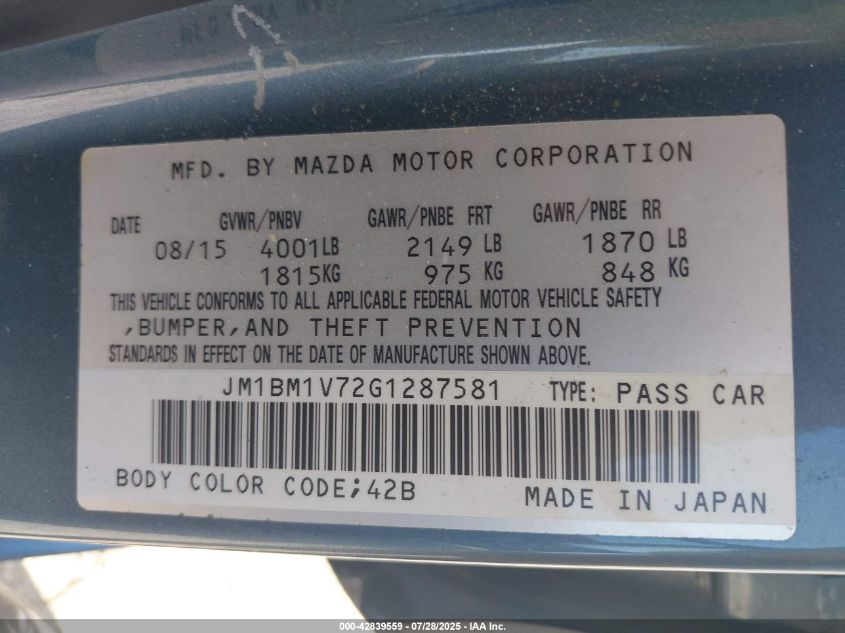 MFD. BY MAZDA MOTOR CORPORATION
DATE GVWR/PNBV GAWR/PNBE FRT GAWR/PNBE RR
08/15 4001LB 2149 LB 1870 LB
1815KG 975 KG 848 KG
THIS VEHICLE CONFORMS TO ALL APPLICABLE FEDERAL MOTOR VEHICLE SAFETY
,BUMPER,AND THEFT PREVENTION
STANDARDS IN EFFECT ON THE DATE OF MANUFACTURE SHOWN ABOVE.
JM1BM1V72G1287581 TYPE: PASS CAR
BODY COLOR CODE;42B MADE IN JAPAN
000-42839559 | 07/28/2025 - IAA Inc.